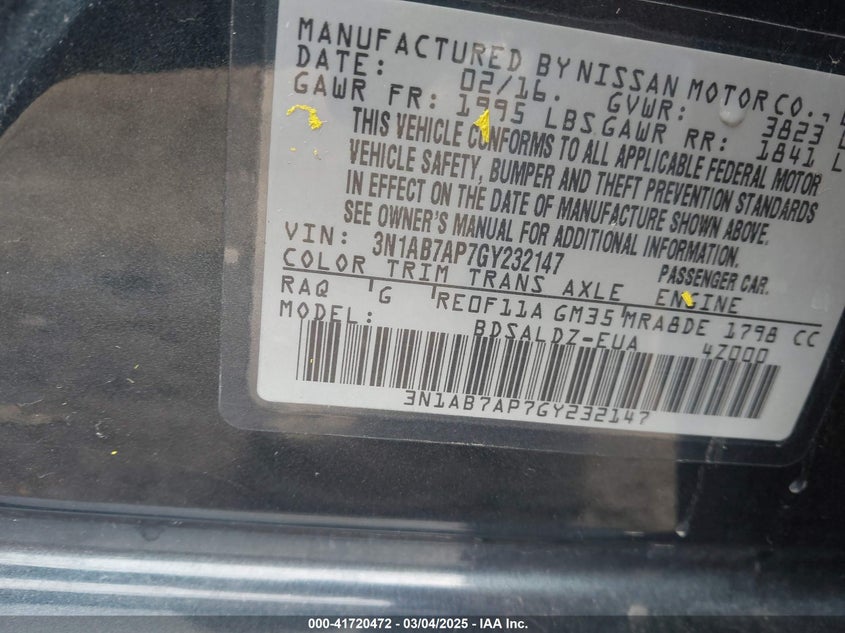 MANUFACTURED BY NISSAN MOTOR CO.,
DATE: 02/16. GVWR: 3823
GAWR FR: 1995 LBS GAWR RR: 1841 L
THIS VEHICLE CONFORMS TO ALL APPLICABLE FEDERAL MOTOR
VEHICLE SAFETY, BUMPER AND THEFT PREVENTION STANDARDS
IN EFFECT ON THE DATE OF MANUFACTURE SHOWN ABOVE.
SEE OWNER'S MANUAL FOR ADDITIONAL INFORMATION.
VIN: 3N1AB7AP7GY232147 PASSENGER CAR.
COLOR TRIM TRANS AXLE ENGINE
RAQ G RE0F11A GM35 MRA8DE 1798 CC
MODEL: BDSALDZ-EUA 4Z000
3N1AB7AP7GY232147
000-41720472 - 03/04/2025 - IAA Inc.